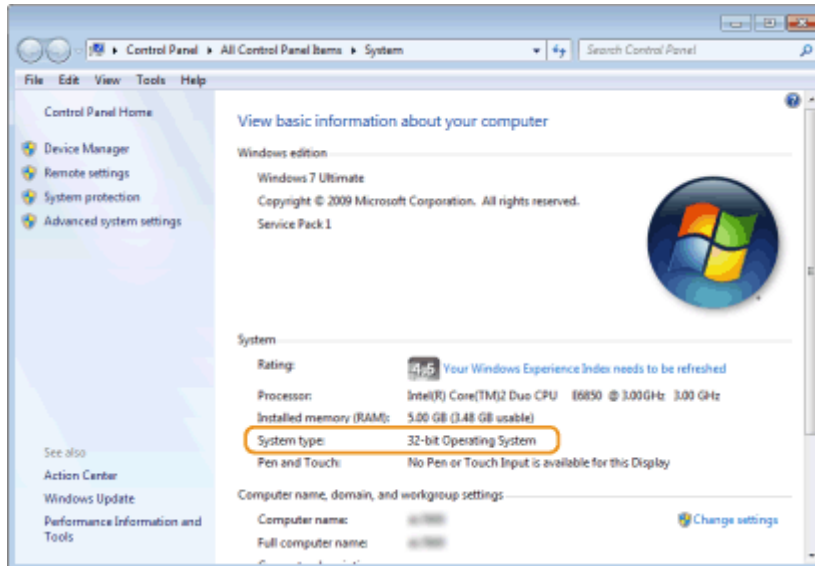 Control Panel ▸ All Control Panel Items ▸ System
Search Control Panel
File Edit View Tools Help
Control Panel Home
Device Manager
Remote settings
System protection
Advanced system settings
See also
Action Center
Windows Update
Performance Information and
Tools
View basic information about your computer
Windows edition
Windows 7 Ultimate
Copyright © 2009 Microsoft Corporation. All rights reserved.
Service Pack 1
System
Rating: 4,5 Your Windows Experience Index needs to be refreshed
Processor: Intel(R) Core(TM)2 Duo CPU E6850 @ 3.00GHz 3.00 GHz
Installed memory (RAM): 5.00 GB (3.48 GB usable)
System type: 32-bit Operating System
Pen and Touch: No Pen or Touch Input is available for this Display
Computer name, domain, and workgroup settings
Computer name:
Change settings
Full computer name: